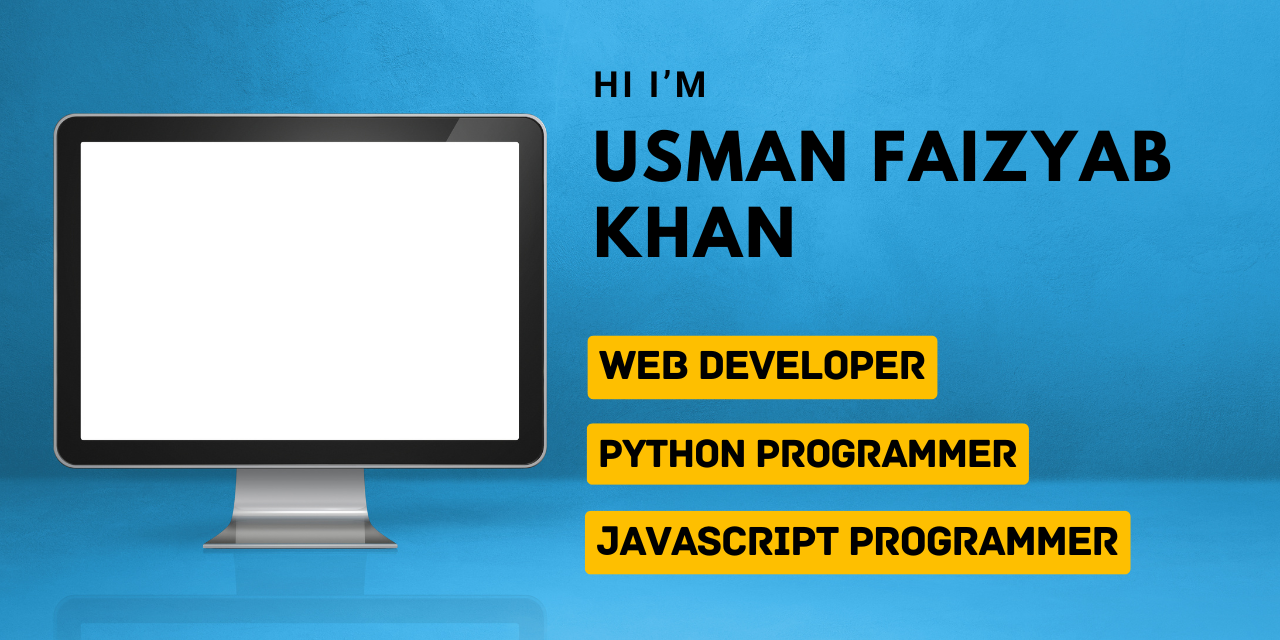 HI I’M
USMAN FAIZYAB
KHAN
WEB DEVELOPER
PYTHON PROGRAMMER
JAVASCRIPT PROGRAMMER